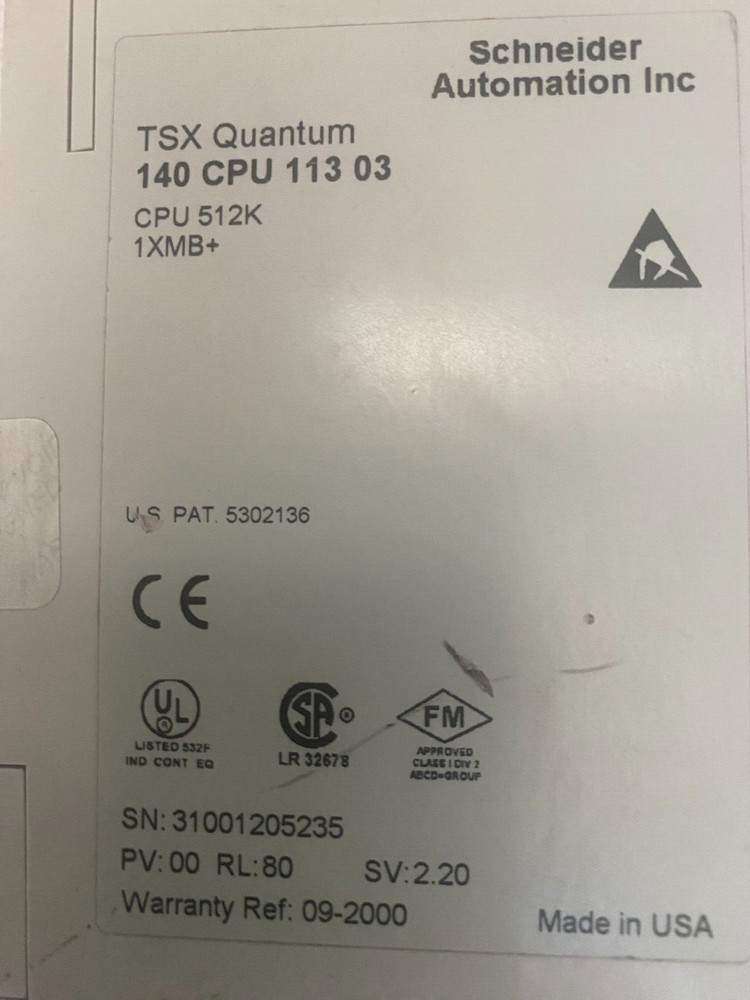 Schneider
Automation Inc
TSX Quantum
140 CPU 113 03
CPU 512K
1XMB+
U.S. PAT. 5302136
CE
UL
®
LISTED 532F
IND CONT EQ
SA ®
LR 32678
FM
APPROVED
CLASS I DIV 2
ABCD-GROUP
SN: 31001205235
PV: 00 RL:80 SV:2.20
Warranty Ref: 09-2000
Made in USA